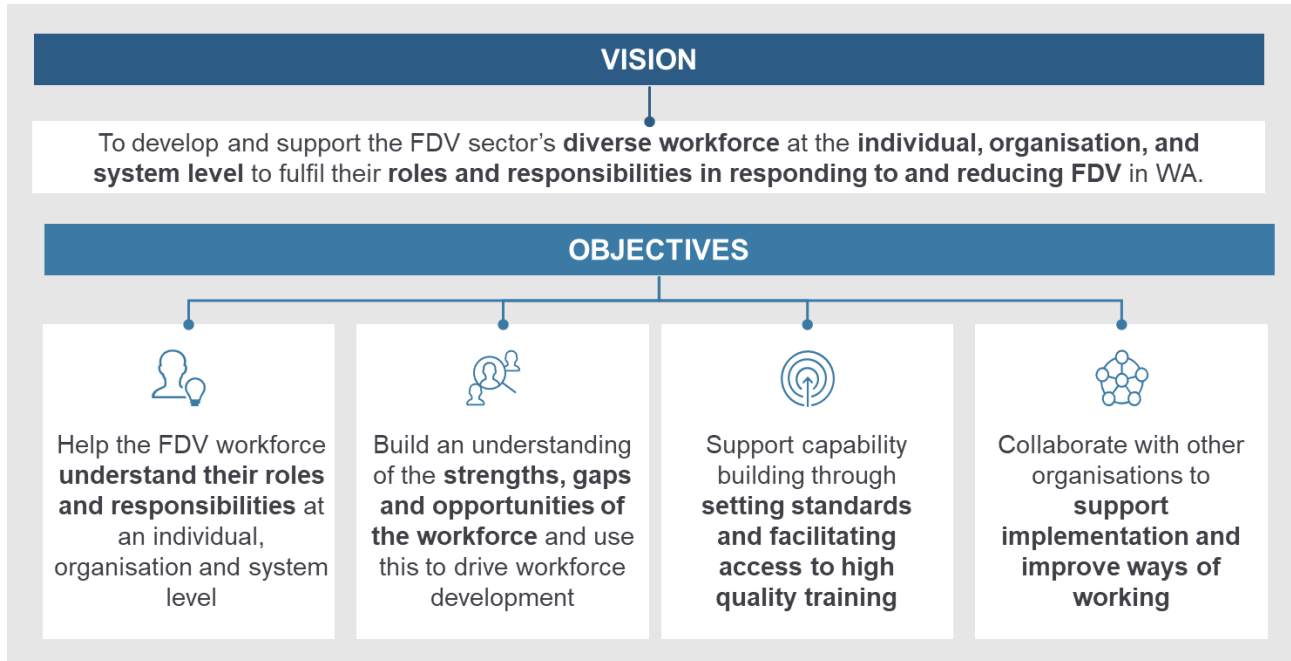 VISION
To develop and support the FDV sector's diverse workforce at the individual, organisation, and
system level to fulfil their roles and responsibilities in responding to and reducing FDV in WA.
OBJECTIVES
Help the FDV workforce
understand their roles
and responsibilities at
an individual,
organisation and system
level
Build an understanding
of the strengths, gaps
and opportunities of
the workforce and use
this to drive workforce
development
Support capability
building through
setting standards
and facilitating
access to high
quality training
Collaborate with other
organisations to
support
implementation and
improve ways of
working